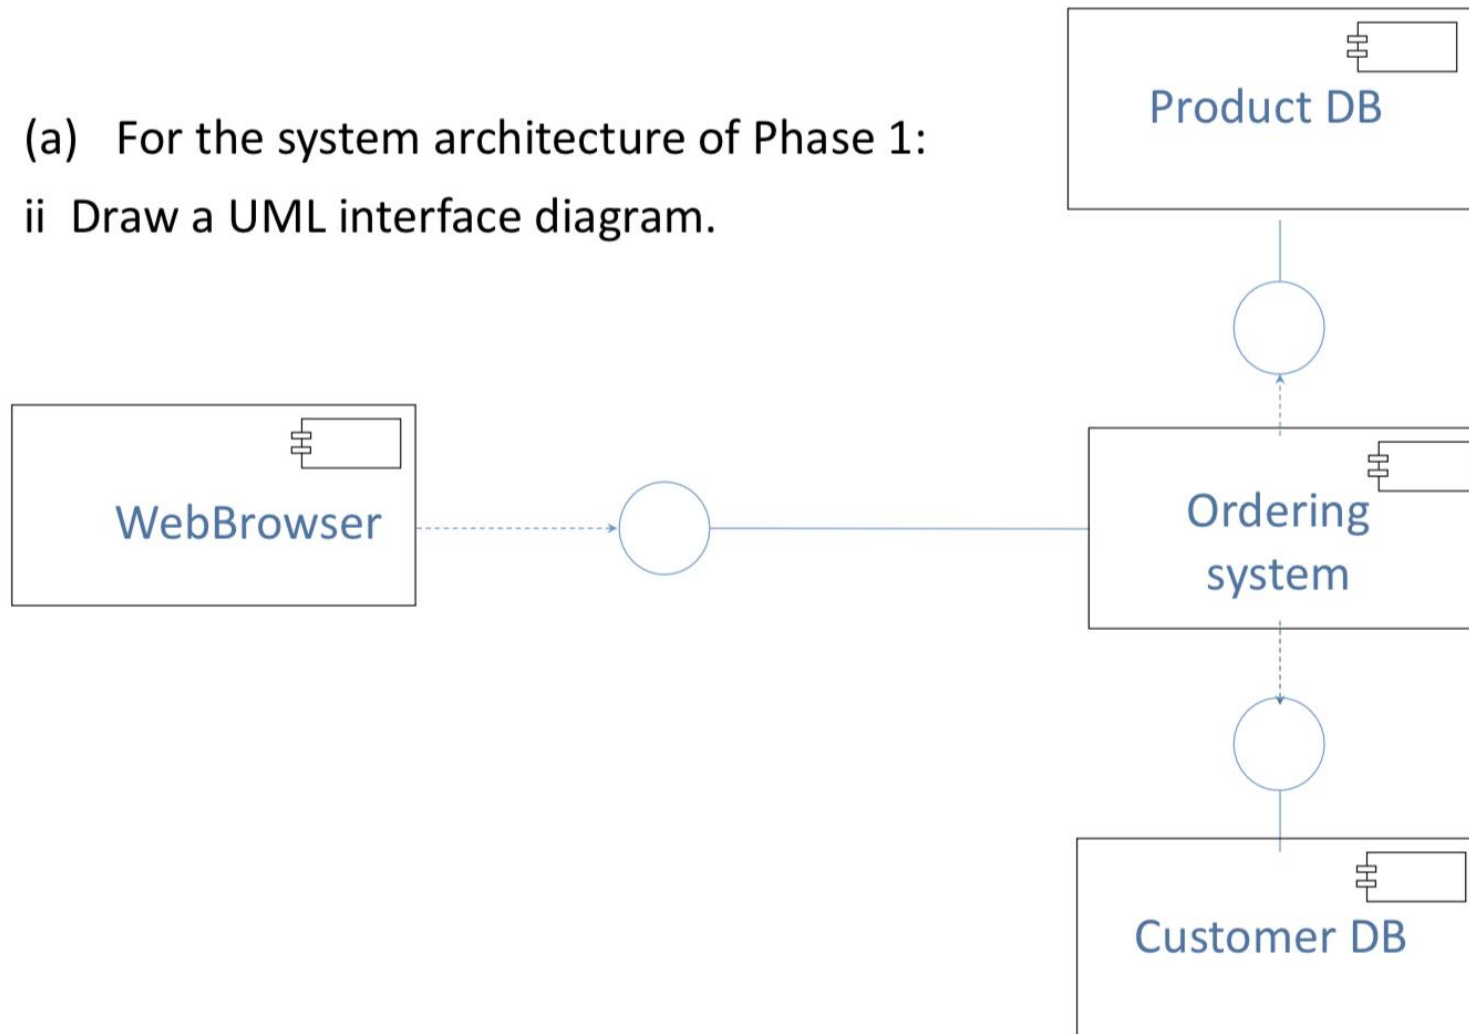 (a) For the system architecture of Phase 1:
ii Draw a UML interface diagram.
Product DB
WebBrowser
Ordering
system
Customer DB